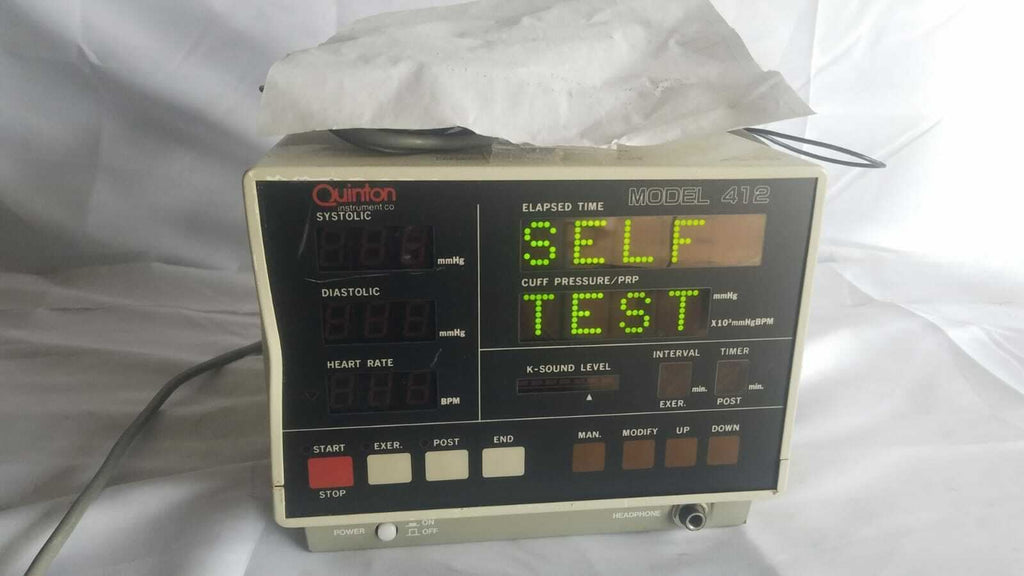 Quinton
instrument co
MODEL 412
SYSTOLIC
mmHg
DIASTOLIC
mmHg
HEART RATE
BPM
ELAPSED TIME
SELF
CUFF PRESSURE/PRP
TEST
mmHg
X10³mmHgBPM
K-SOUND LEVEL
INTERVAL
min.
EXER.
TIMER
min.
POST
START
STOP
EXER.
POST
END
MAN.
MODIFY
UP
DOWN
POWER
ON
OFF
HEADPHONE